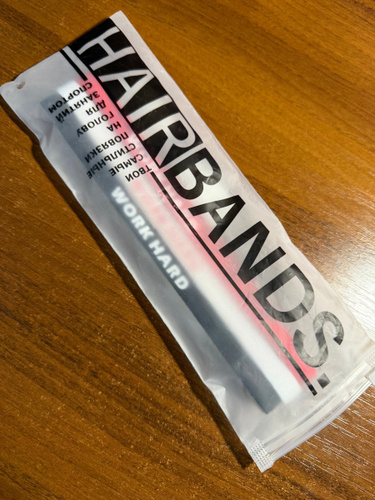 HAIRBANDS.
ТВОИ
САМЫЕ
СТИЛЬНЫЕ
ПОВЯЗКИ
НА
ГОЛОВУ
ДЛЯ
ЗАНЯТИЙ
СПОРТОМ
WORK HARD